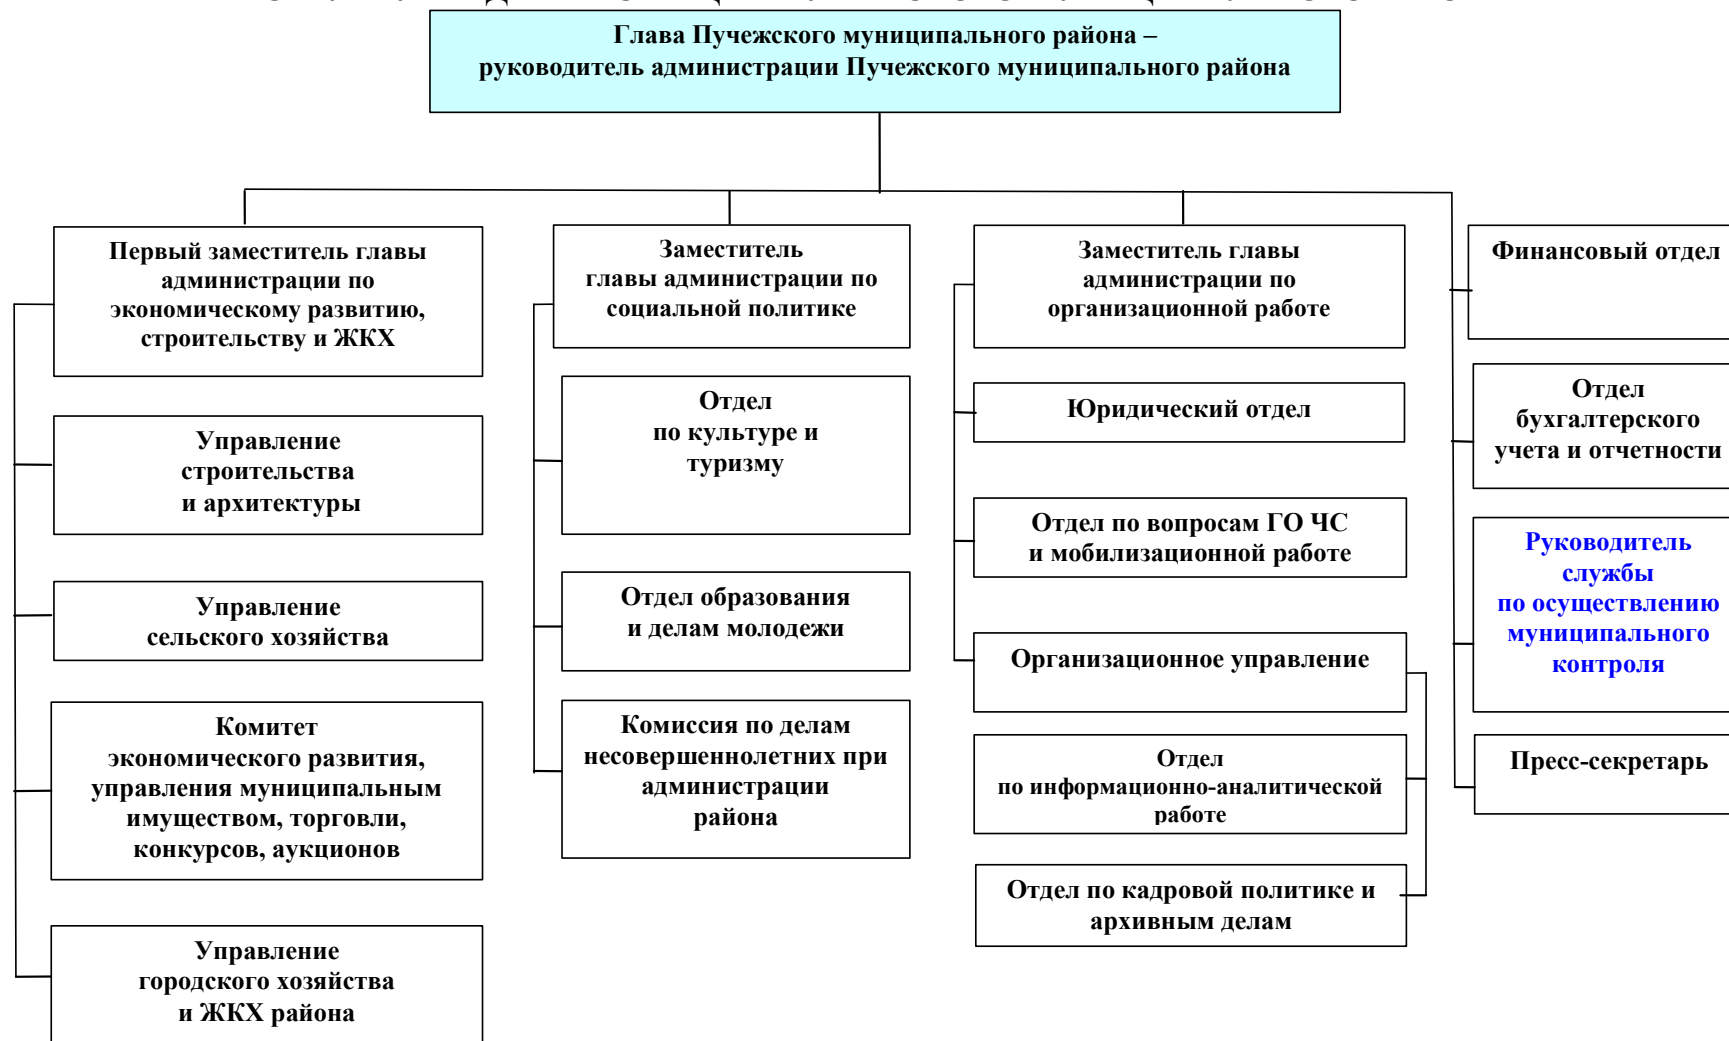 Глава Пучежского муниципального района –
руководитель администрации Пучежского муниципального района
Первый заместитель главы
администрации по
экономическому развитию,
строительству и ЖКХ
Управление
строительства
и архитектуры
Управление
сельского хозяйства
Комитет
экономического развития,
управления муниципальным
имуществом, торговли,
конкурсов, аукционов
Управление
городского хозяйства
и ЖКХ района
Заместитель
главы администрации по
социальной политике
Отдел
по культуре и
туризму
Отдел образования
и делам молодежи
Комиссия по делам
несовершеннолетних при
администрации
района
Заместитель главы
администрации по
организационной работе
Юридический отдел
Отдел по вопросам ГО ЧС
и мобилизационной работе
Организационное управление
Отдел
по информационно-аналитической
работе
Отдел по кадровой политике и
архивным делам
Финансовый отдел
Отдел
бухгалтерского
учета и отчетности
Руководитель
службы
по осуществлению
муниципального
контроля
Пресс-секретарь